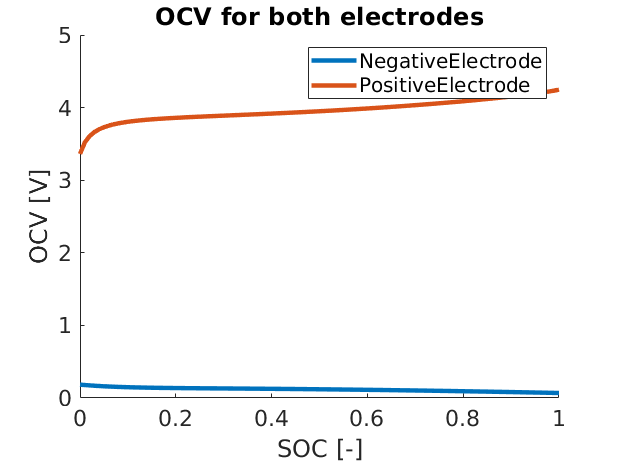 OCV for both electrodes
NegativeElectrode
PositiveElectrode
OCV [V]
5
4
3
2
1
0
0 0.2 0.4 0.6 0.8 1
SOC [-]